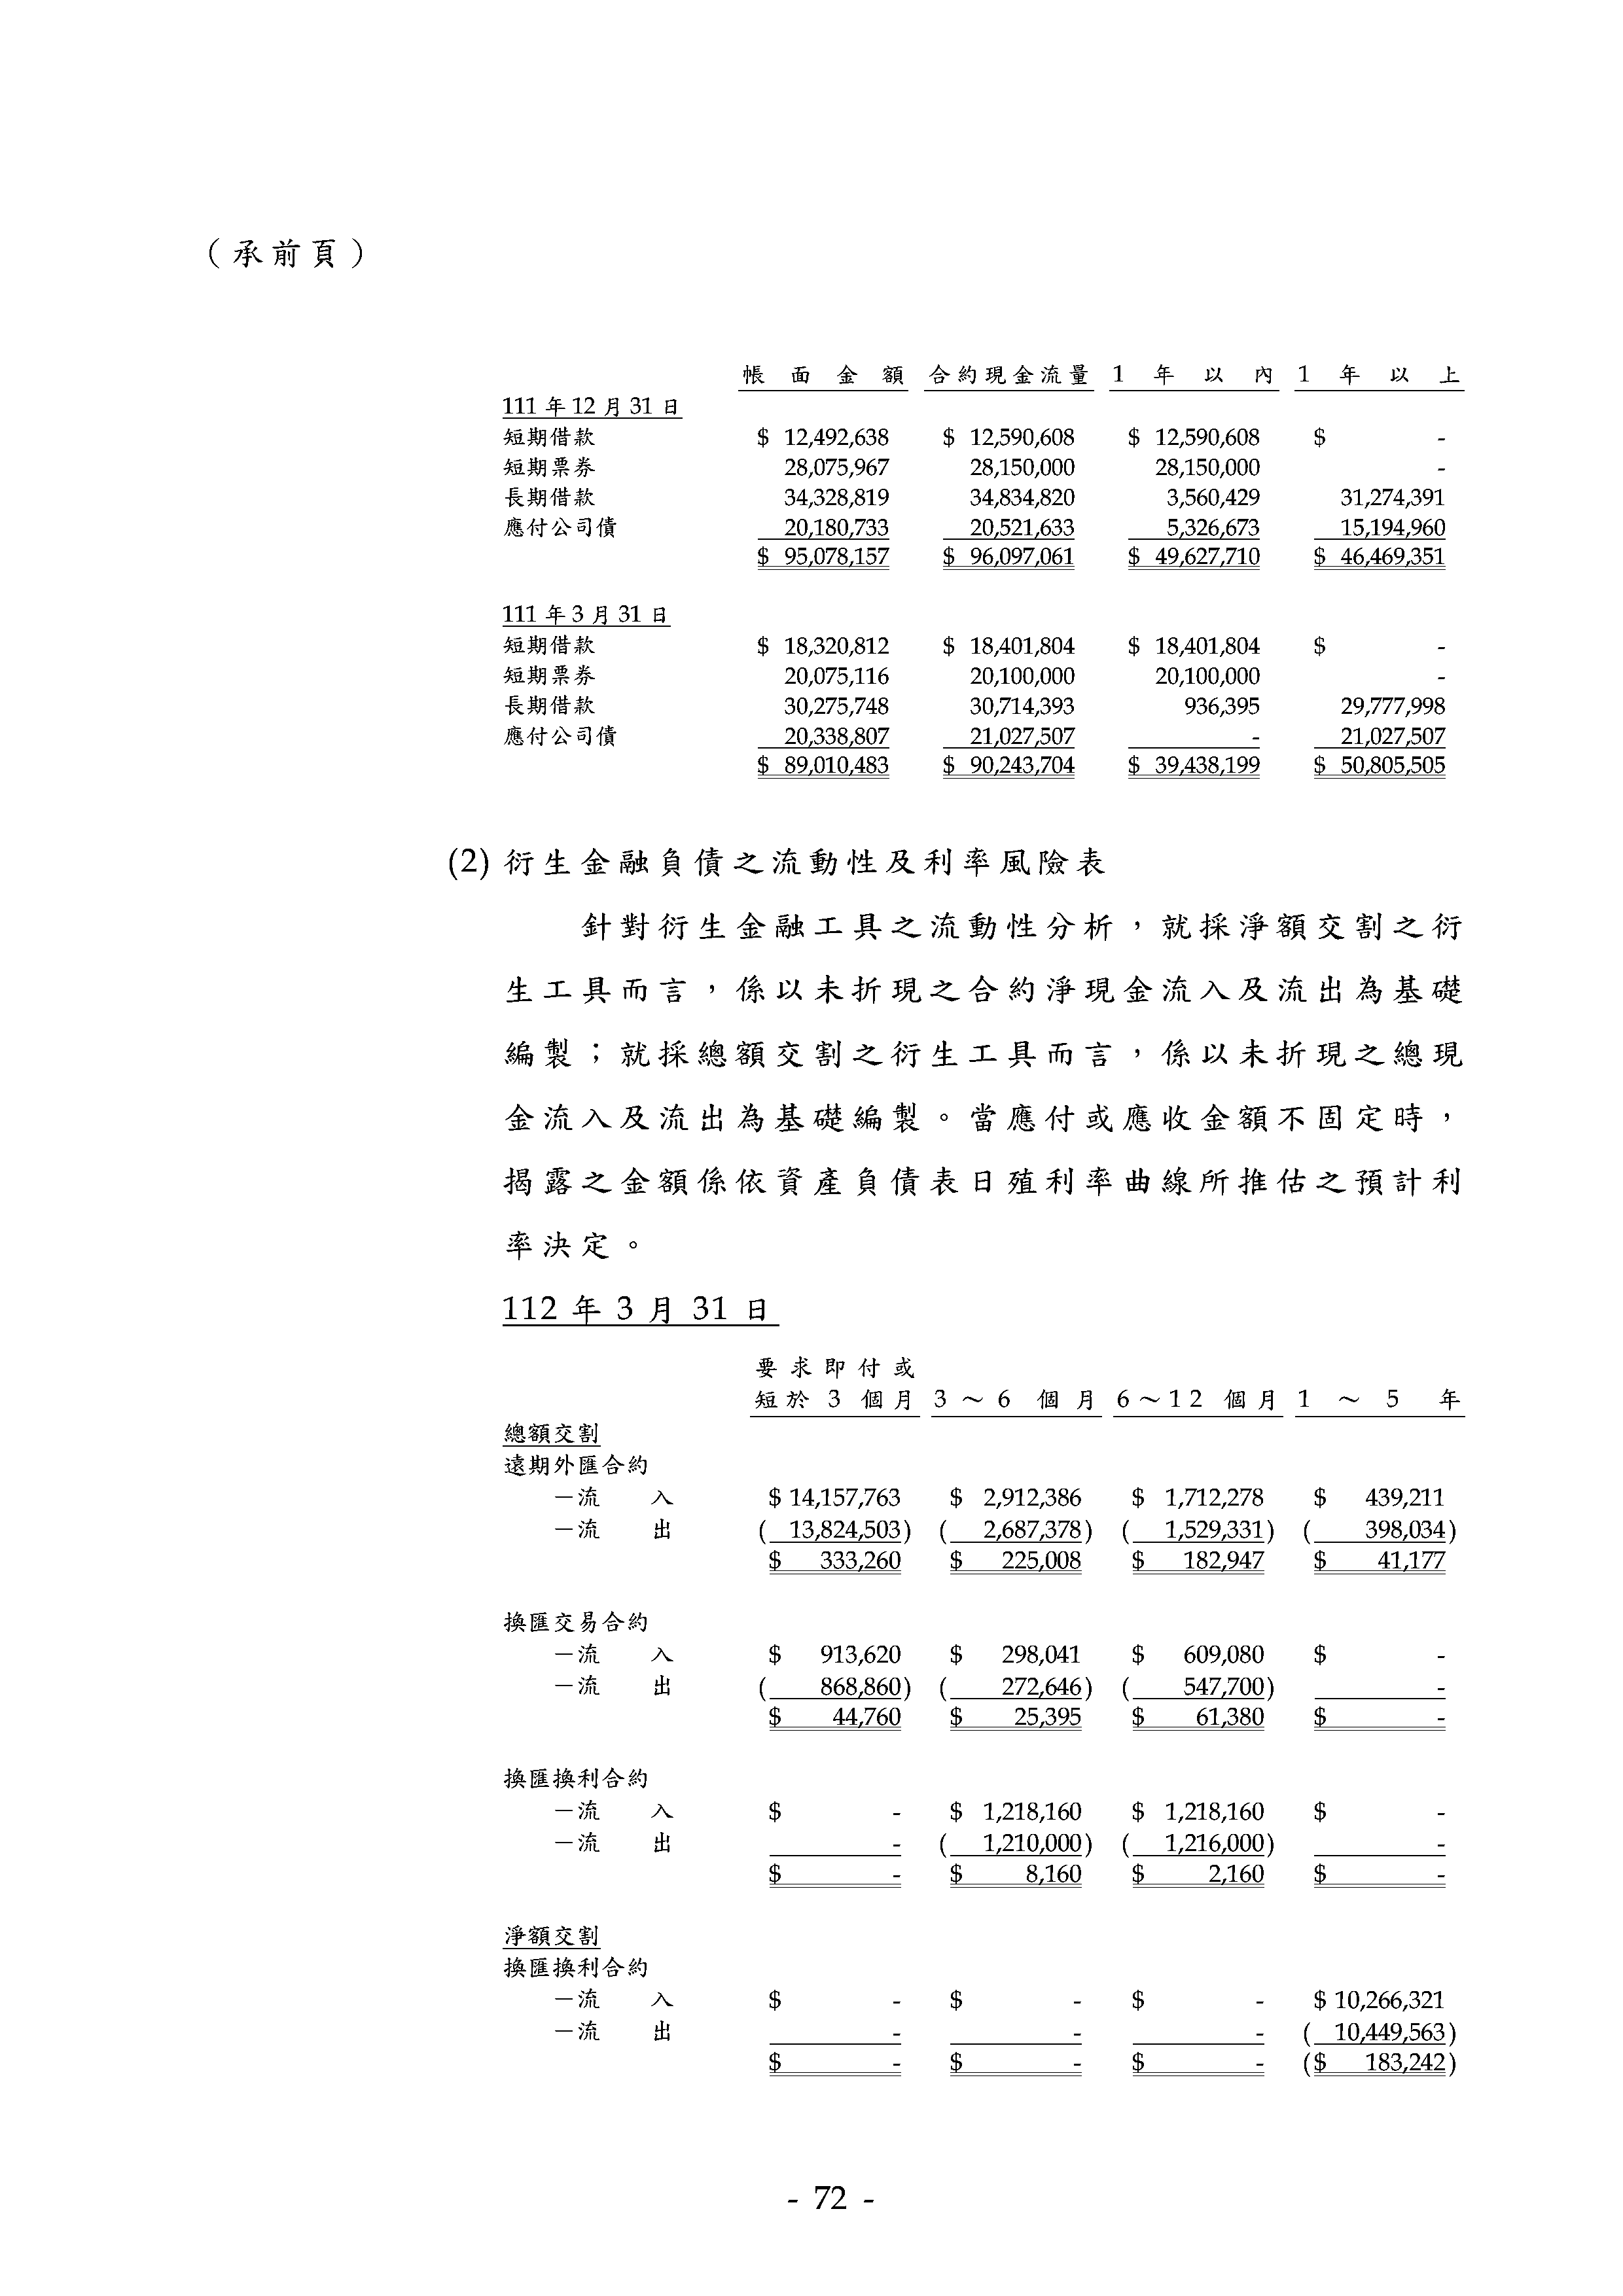 （承前頁）
帳面金額 合約現金流量 1年以內 1年以上
111年12月31日
短期借款 $ 12,492,638 $ 12,590,608 $ 12,590,608 $ -
短期票券 28,075,967 28,150,000 28,150,000 -
長期借款 34,328,819 34,834,820 3,560,429 31,274,391
應付公司債 20,180,733 20,521,633 5,326,673 15,194,960
$ 95,078,157 $ 96,097,061 $ 49,627,710 $ 46,469,351
111年3月31日
短期借款 $ 18,320,812 $ 18,401,804 $ 18,401,804 $ -
短期票券 20,075,116 20,100,000 20,100,000 -
長期借款 30,275,748 30,714,393 936,395 29,777,998
應付公司債 20,338,807 21,027,507 - 21,027,507
$ 89,010,483 $ 90,243,704 $ 39,438,199 $ 50,805,505
(2) 衍生金融負債之流動性及利率風險表
針對衍生金融工具之流動性分析，就採淨額交割之衍
生工具而言，係以未折現之合約淨現金流入及流出為基礎
編製；就採總額交割之衍生工具而言，係以未折現之總現
金流入及流出為基礎編製。當應付或應收金額不固定時，
揭露之金額係依資產負債表日殖利率曲線所推估之預計利
率決定。
112年3月31日
要求即付或
短於3個月 3～6個月 6～12個月 1～5年
總額交割
遠期外匯合約
－流入 $ 14,157,763 $ 2,912,386 $ 1,712,278 $ 439,211
－流出 ( 13,824,503) ( 2,687,378) ( 1,529,331) ( 398,034)
$ 333,260 $ 225,008 $ 182,947 $ 41,177
換匯交易合約
－流入 $ 913,620 $ 298,041 $ 609,080 $ -
－流出 ( 868,860) ( 272,646) ( 547,700) -
$ 44,760 $ 25,395 $ 61,380 $ -
換匯換利合約
－流入 $ - $ 1,218,160 $ 1,218,160 $ -
－流出 - ( 1,210,000) ( 1,216,000) -
$ - $ 8,160 $ 2,160 $ -
淨額交割
換匯換利合約
－流入 $ - $ - $ - $ 10,266,321
－流出 - - - ( 10,449,563)
$ - $ - $ - ($ 183,242)
- 72 -